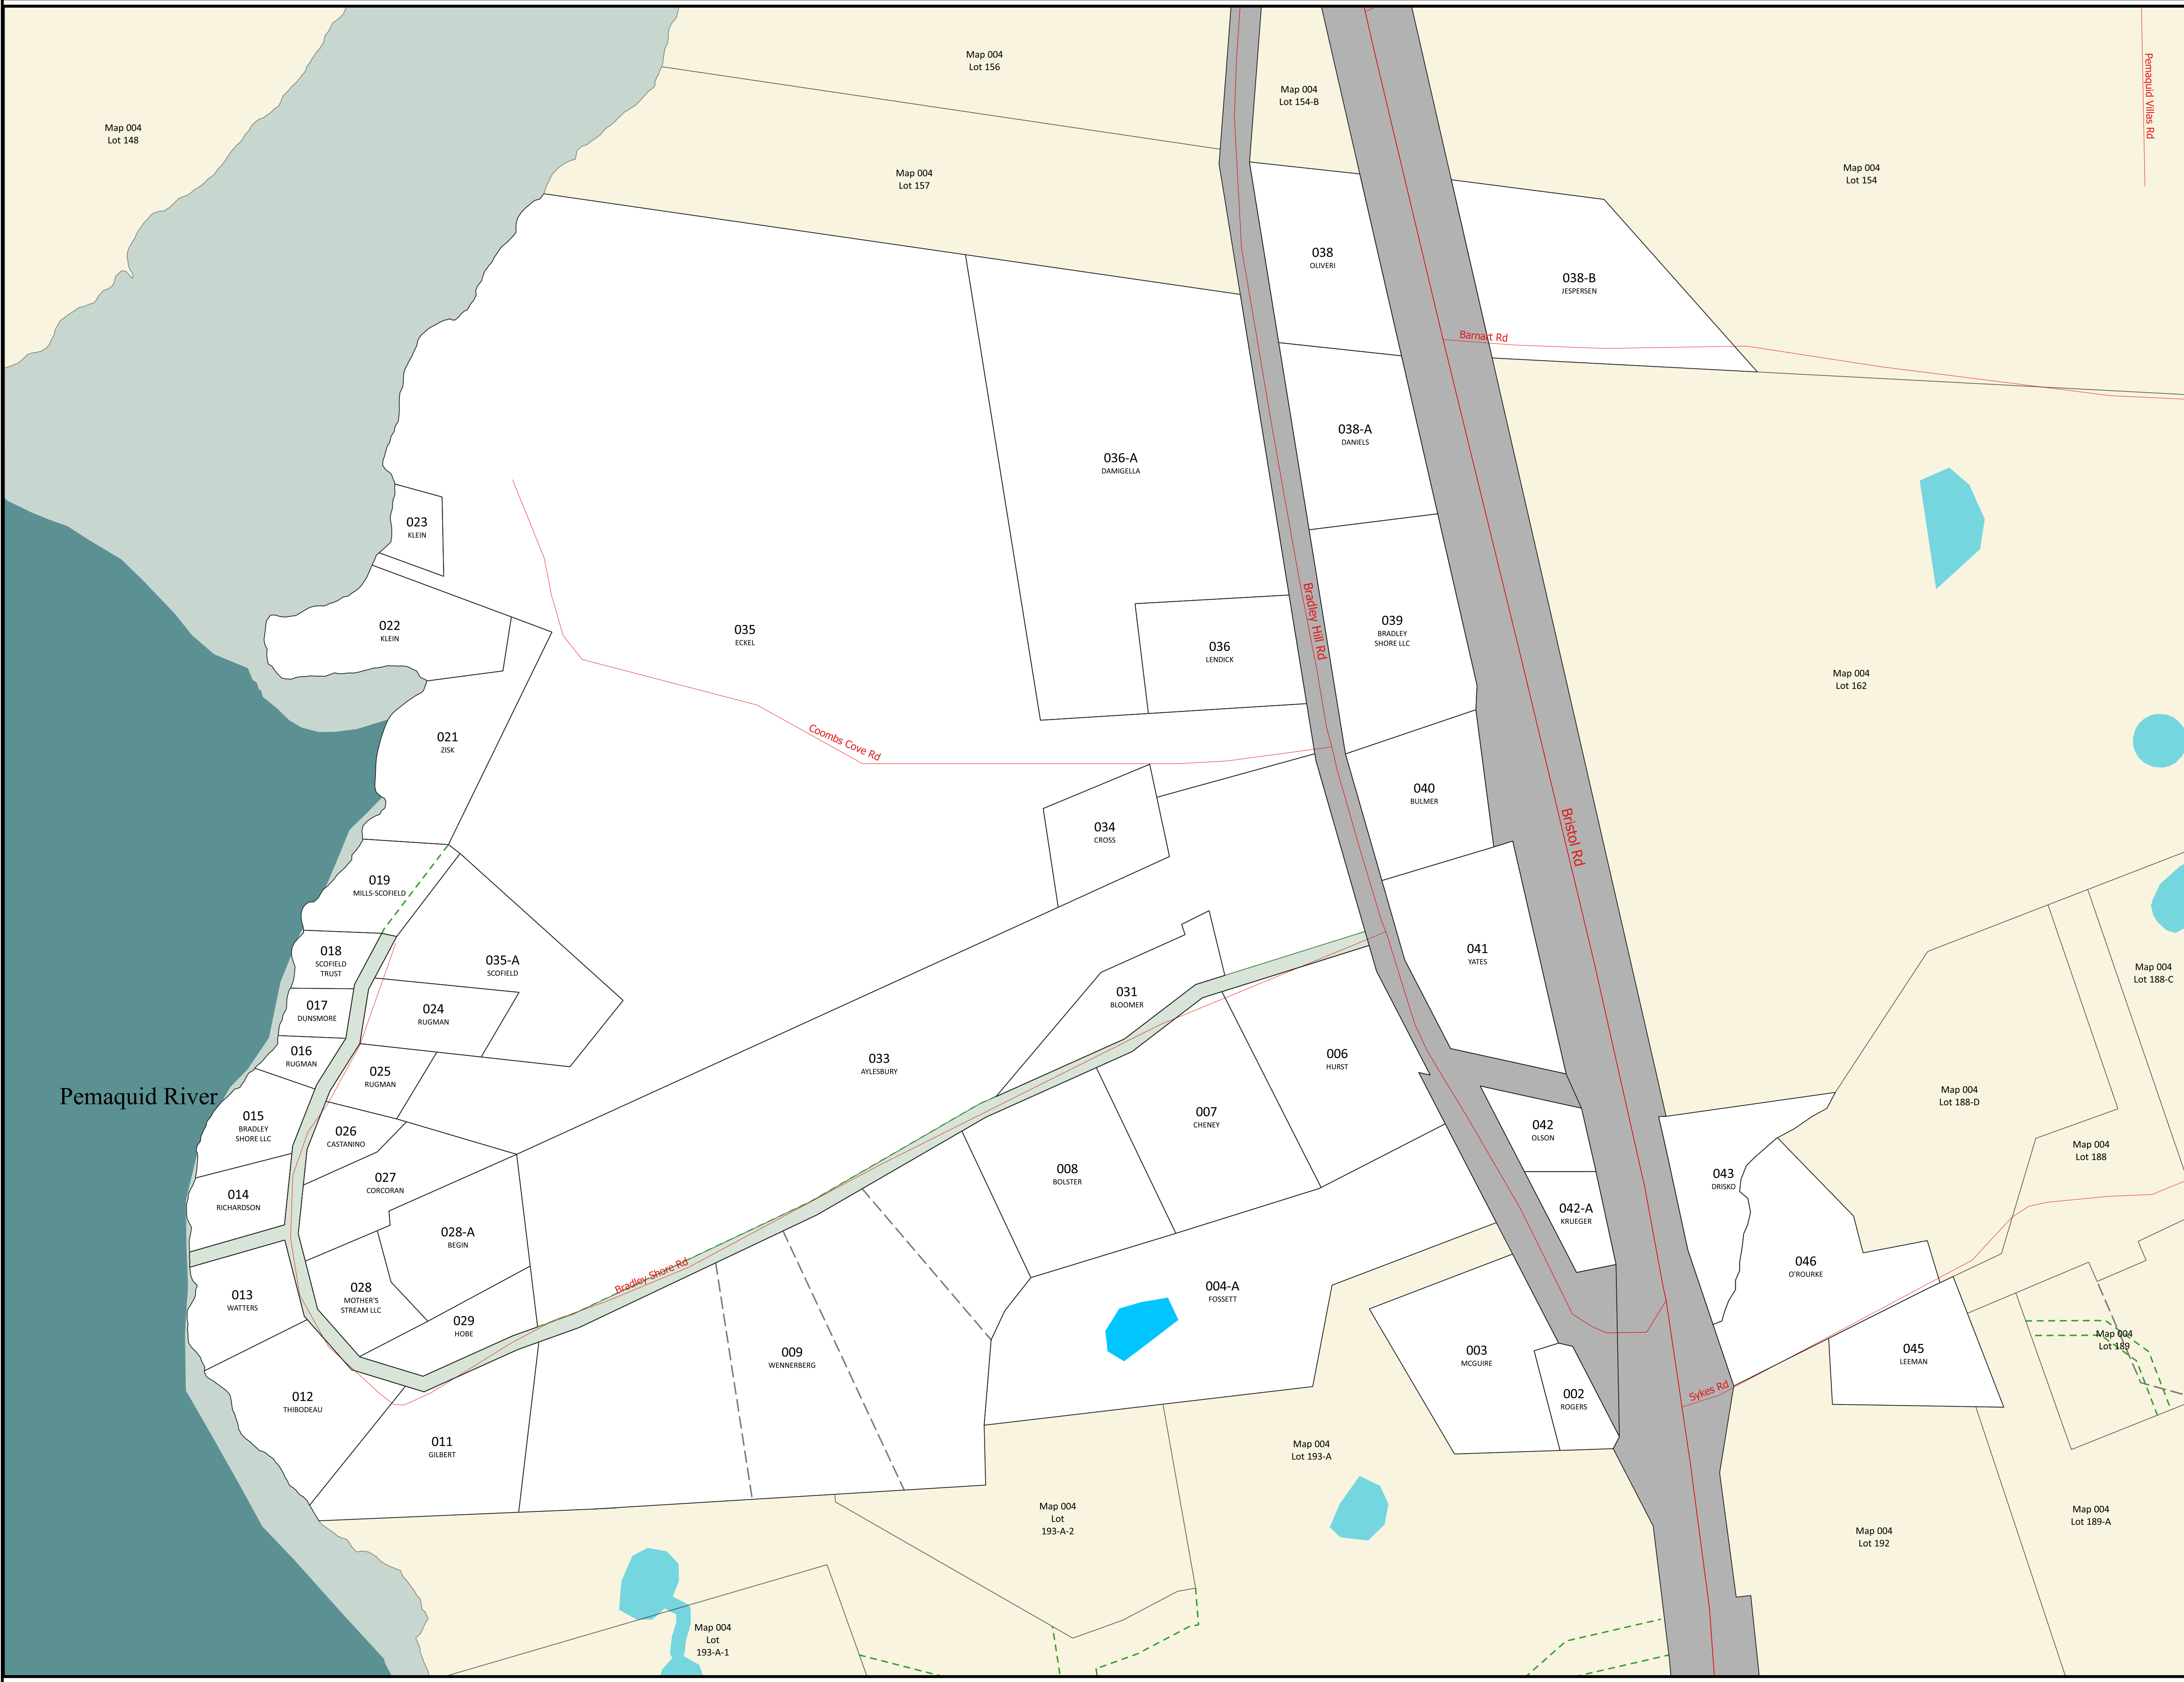 Map 004
Lot 156
Map 004
Lot 154-B
Pemaquid Villas Rd
Map 004
Lot 148
Map 004
Lot 157
Map 004
Lot 154
038
OLIVERI
038-B
JESPERSEN
Barnart Rd
038-A
DANIELS
036-A
DAMIGELLA
023
KLEIN
022
KLEIN
035
ECKEL
036
LENDICK
Bradley Hill Rd
039
BRADLEY
SHORE LLC
Map 004
Lot 162
021
ZISK
Coombs Cove Rd
040
BULMER
034
CROSS
Bristol Rd
019
MILLS-SCOFIELD
018
SCOFIELD
TRUST
035-A
SCOFIELD
041
YATES
Map 004
Lot 188-C
017
DUNSMORE
024
RUGMAN
031
BLOOMER
016
RUGMAN
025
RUGMAN
033
AYLESBURY
006
HURST
Pemaquid River
Map 004
Lot 188-D
015
BRADLEY
SHORE LLC
026
CASTANINO
007
CHENEY
042
OLSON
Map 004
Lot 188
014
RICHARDSON
027
CORCORAN
008
BOLSTER
043
DRISKO
042-A
KRUEGER
028-A
BEGIN
046
O'ROURKE
013
WATTERS
028
MOTHER'S
STREAM LLC
Bradley Shore Rd
004-A
FOSSETT
029
HOBE
009
WENNERBERG
003
MCGUIRE
045
LEEMAN
Map 004
Lot 189
012
THIBODEAU
002
ROGERS
Sykes Rd
011
GILBERT
Map 004
Lot 193-A
Map 004
Lot
193-A-2
Map 004
Lot 192
Map 004
Lot 189-A
Map 004
Lot
193-A-1